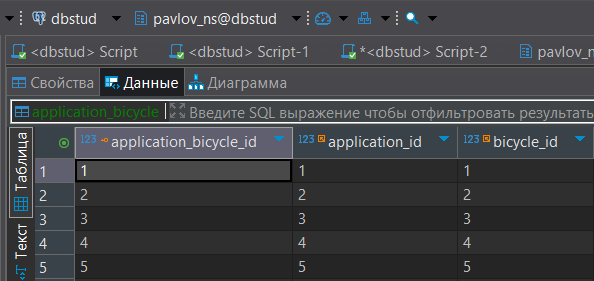 dbstud pavlov_ns@dbstud
<dbstud> Script <dbstud> Script-1 *<dbstud> Script-2 pavlov_n
Свойства Данные Диаграмма
application_bicycle Введите SQL выражение чтобы отфильтровать результат
Таблица
Текст
123 application_bicycle_id 123 application_id 123 bicycle_id
1 1 1 1
2 2 2 2
3 3 3 3
4 4 4 4
5 5 5 5